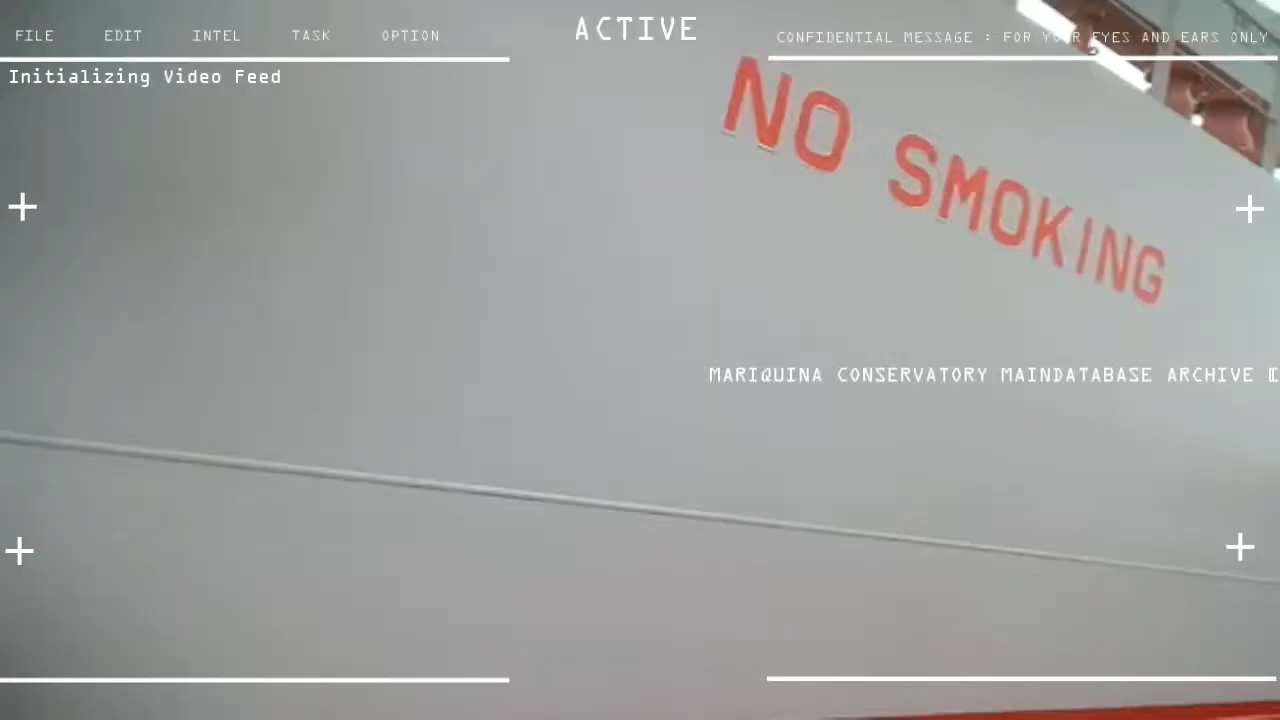 FILE EDIT INTEL TASK OPTION
ACTIVE
CONFIDENTIAL MESSAGE : FOR YOUR EYES AND EARS ONLY
Initializing Video Feed
NO SMOKING
MARIQUINA CONSERVATORY MAINDATABASE ARCHIVE